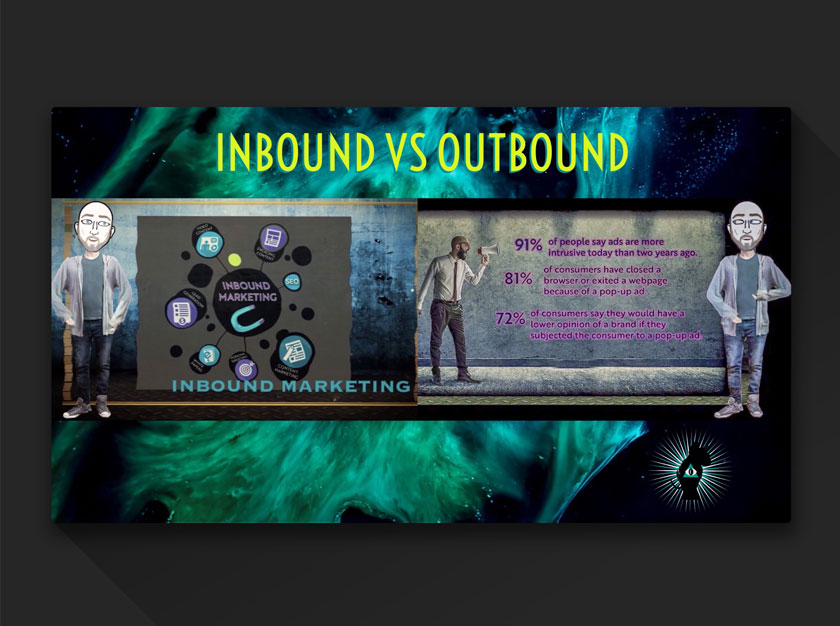 INBOUND VS OUTBOUND
SEO
INBOUND
MARKETING
CONTENT
MARKETING
INBOUND MARKETING
91% of people say ads are more
intrusive today than two years ago.
81% of consumers have closed a
browser or exited a webpage
because of a pop-up ad.
72% of consumers say they would have a
lower opinion of a brand if they
subjected the consumer to a pop-up ad.